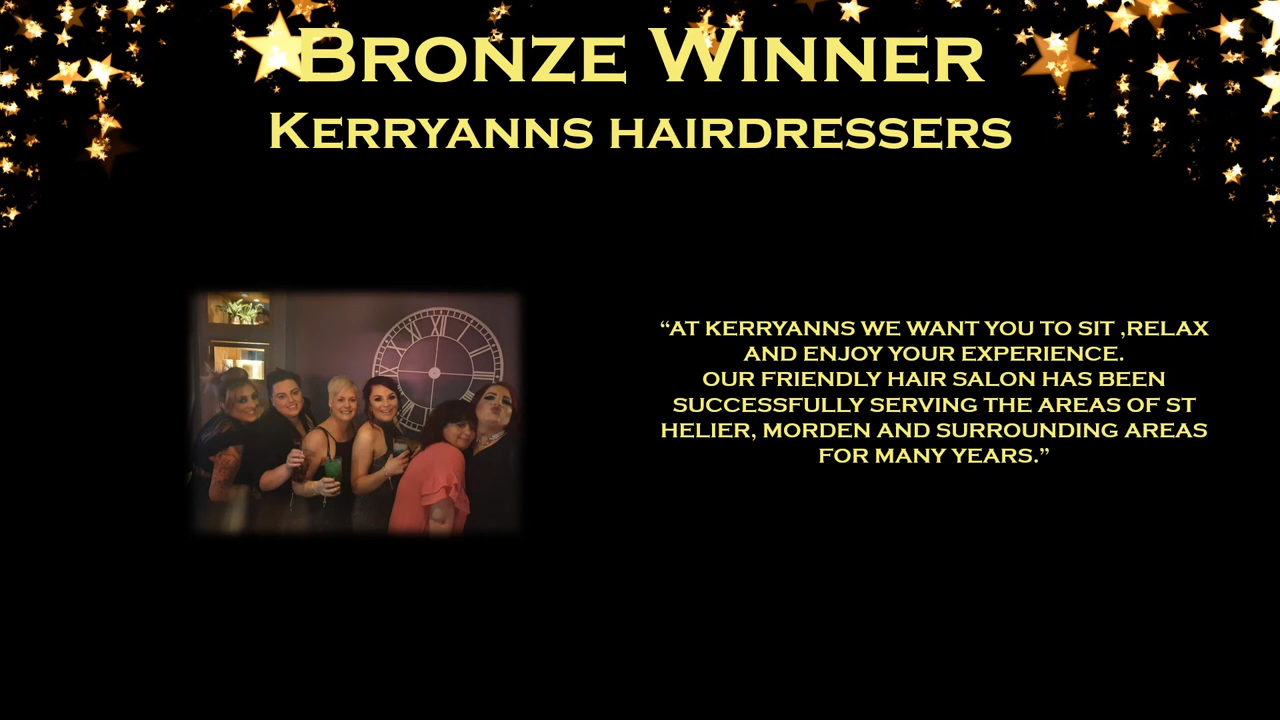 Bronze Winner
Kerryanns hairdressers
“AT KERRYANNS WE WANT YOU TO SIT ,RELAX
AND ENJOY YOUR EXPERIENCE.
OUR FRIENDLY HAIR SALON HAS BEEN
SUCCESSFULLY SERVING THE AREAS OF ST
HELIER, MORDEN AND SURROUNDING AREAS
FOR MANY YEARS.”